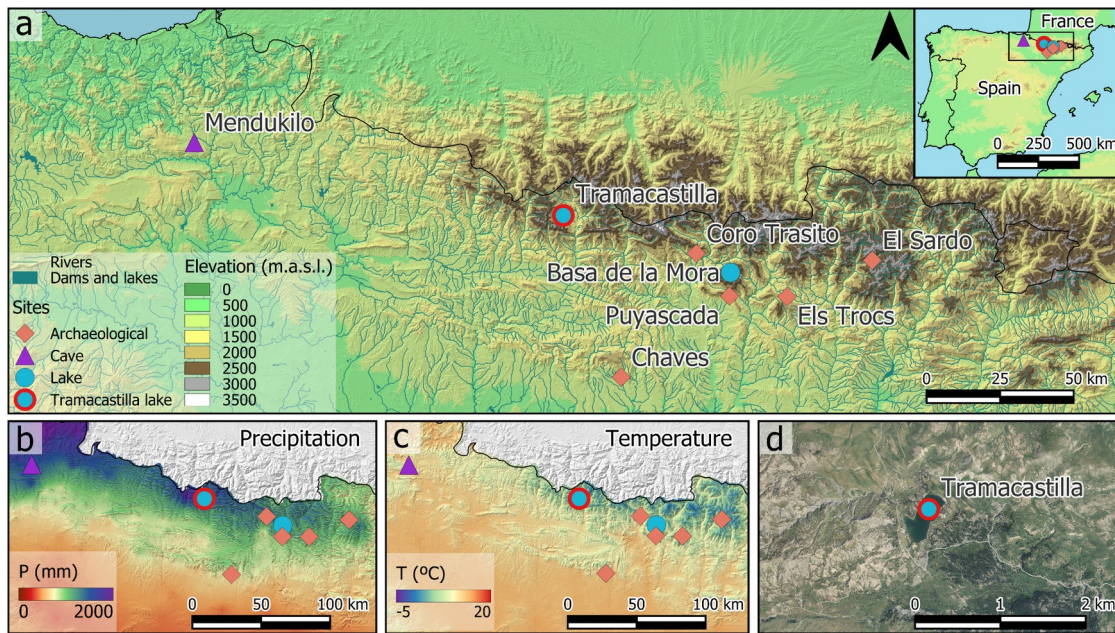 a
France
Spain
0 250 500 km
Mendukilo
Tramacastilla
Coro Trasito
El Sardo
Basa de la Mora
Puyascada
Els Trocs
Chaves
Rivers
Dams and lakes
Sites
Archaeological
Cave
Lake
Tramacastilla lake
Elevation (m.a.s.l.)
0
500
1000
1500
2000
2500
3000
3500
0 25 50 km
b
Precipitation
P (mm)
0 2000
0 50 100 km
c
Temperature
T (ºC)
-5 20
0 50 100 km
d
Tramacastilla
0 1 2 km